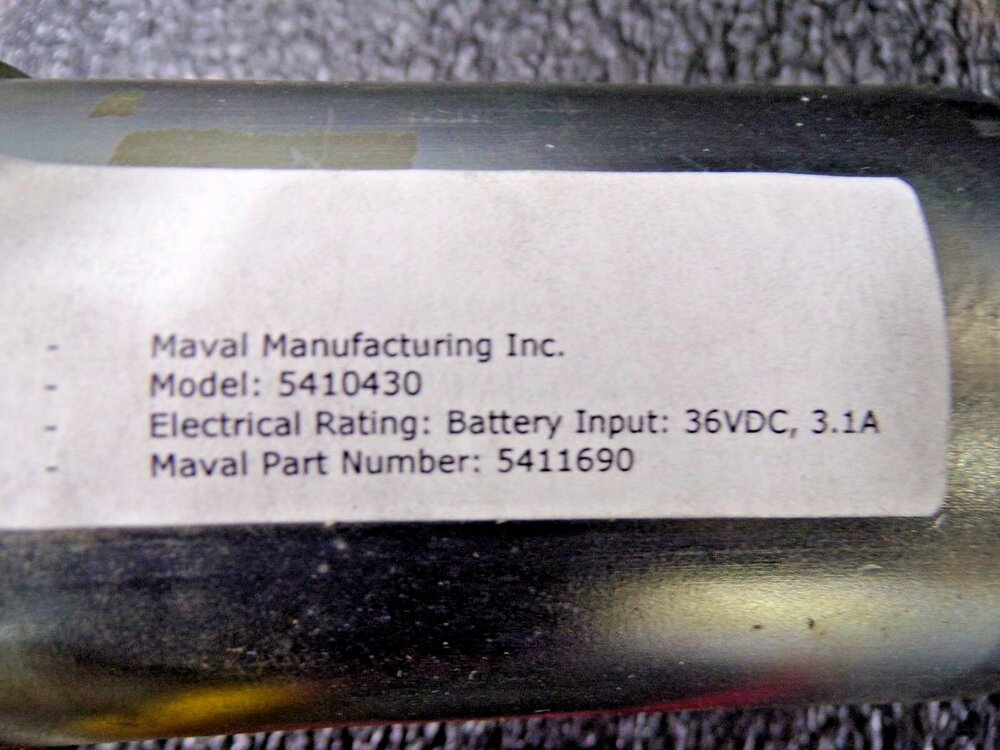 - Maval Manufacturing Inc.
- Model: 5410430
- Electrical Rating: Battery Input: 36VDC, 3.1A
- Maval Part Number: 5411690